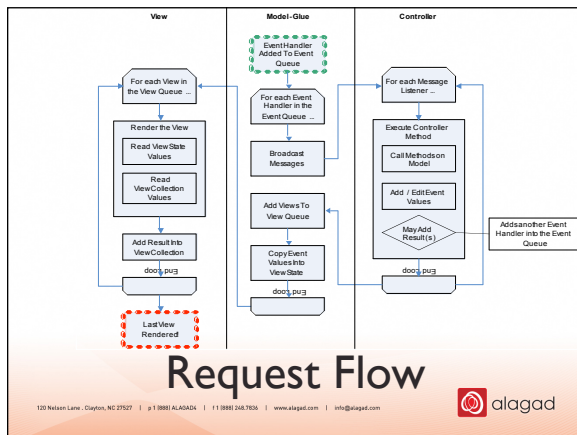 View
Model-Glue
Controller
Event Handler
Added To Event
Queue
For each View in
the View Queue ...
For each Event
Handler in the
Event Queue ...
For each Message
Listener ...
Render the View
Read ViewState
Values
Read
ViewCollection
Values
Broadcast
Messages
Execute Controller
Method
Call Methods on
Model
Add / Edit Event
Values
May Add
Result(s)
Adds another Event
Handler into the Event
Queue
Add Views To
View Queue
Add Result Into
ViewCollection
Copy Event
Values Into
ViewState
End Loop
End Loop
End Loop
Last View
Rendered!
Request Flow
120 Nelson Lane . Clayton, NC 27527 | p 1 (888) ALAGAD4 | f 1 (888) 248.7836 | www.alagad.com | info@alagad.com
alagad